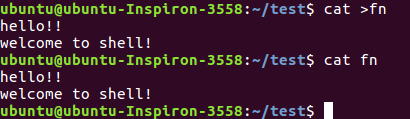 ubuntu@ubuntu-Inspiron-3558:~/test$ cat >fn
hello!!
welcome to shell!
ubuntu@ubuntu-Inspiron-3558:~/test$ cat fn
hello!!
welcome to shell!
ubuntu@ubuntu-Inspiron-3558:~/test$